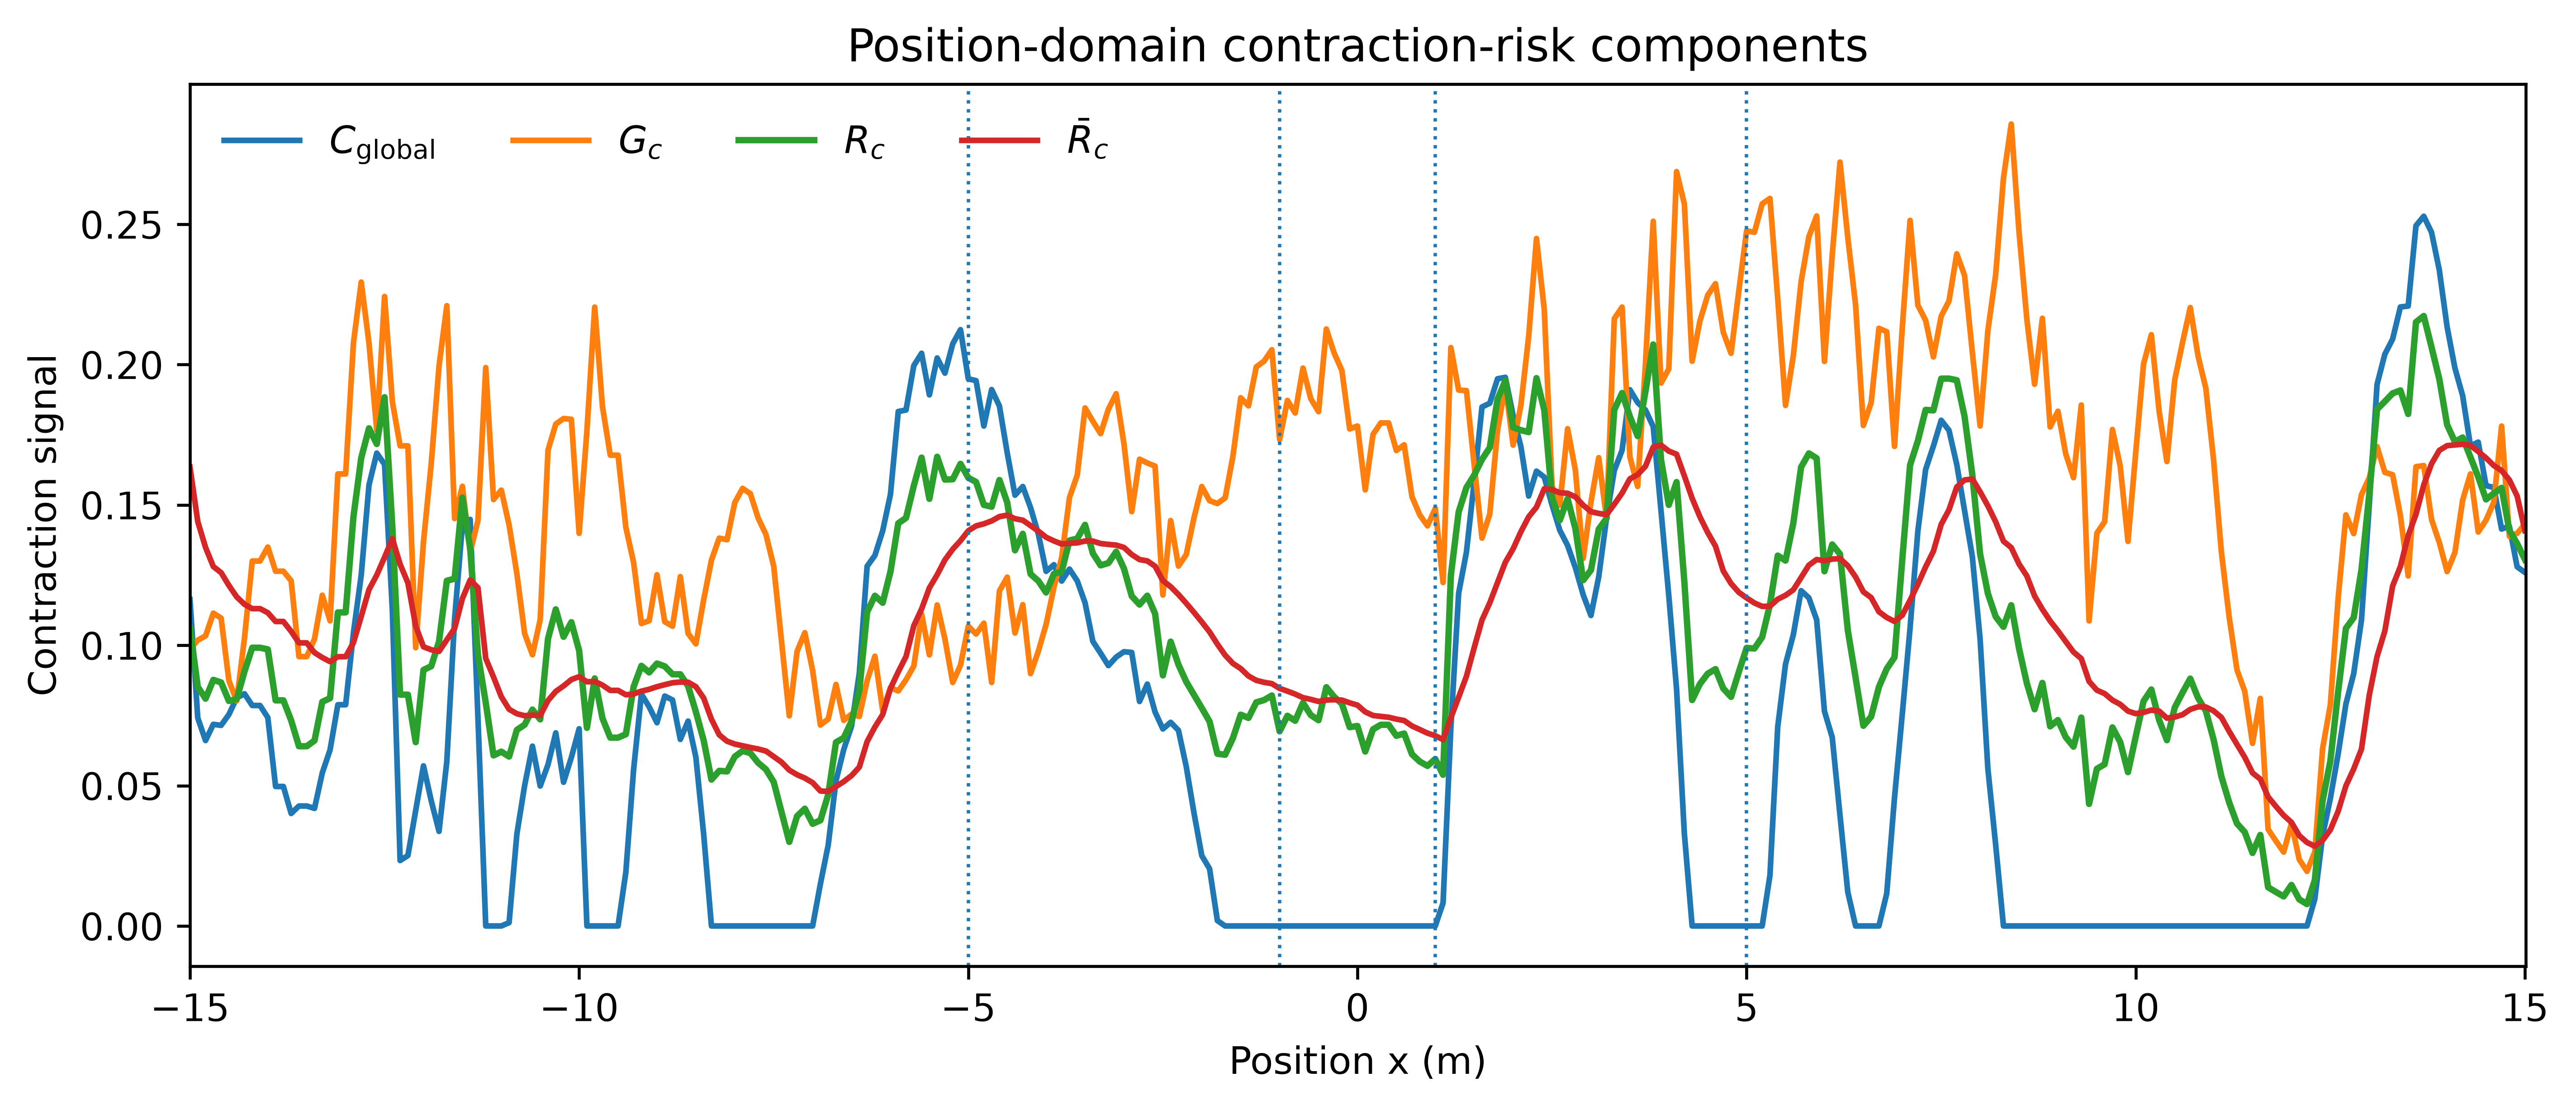 Position-domain contraction-risk components
C_global G_c R_c R̄_c
Contraction signal
0.25
0.20
0.15
0.10
0.05
0.00
−15 −10 −5 0 5 10 15
Position x (m)